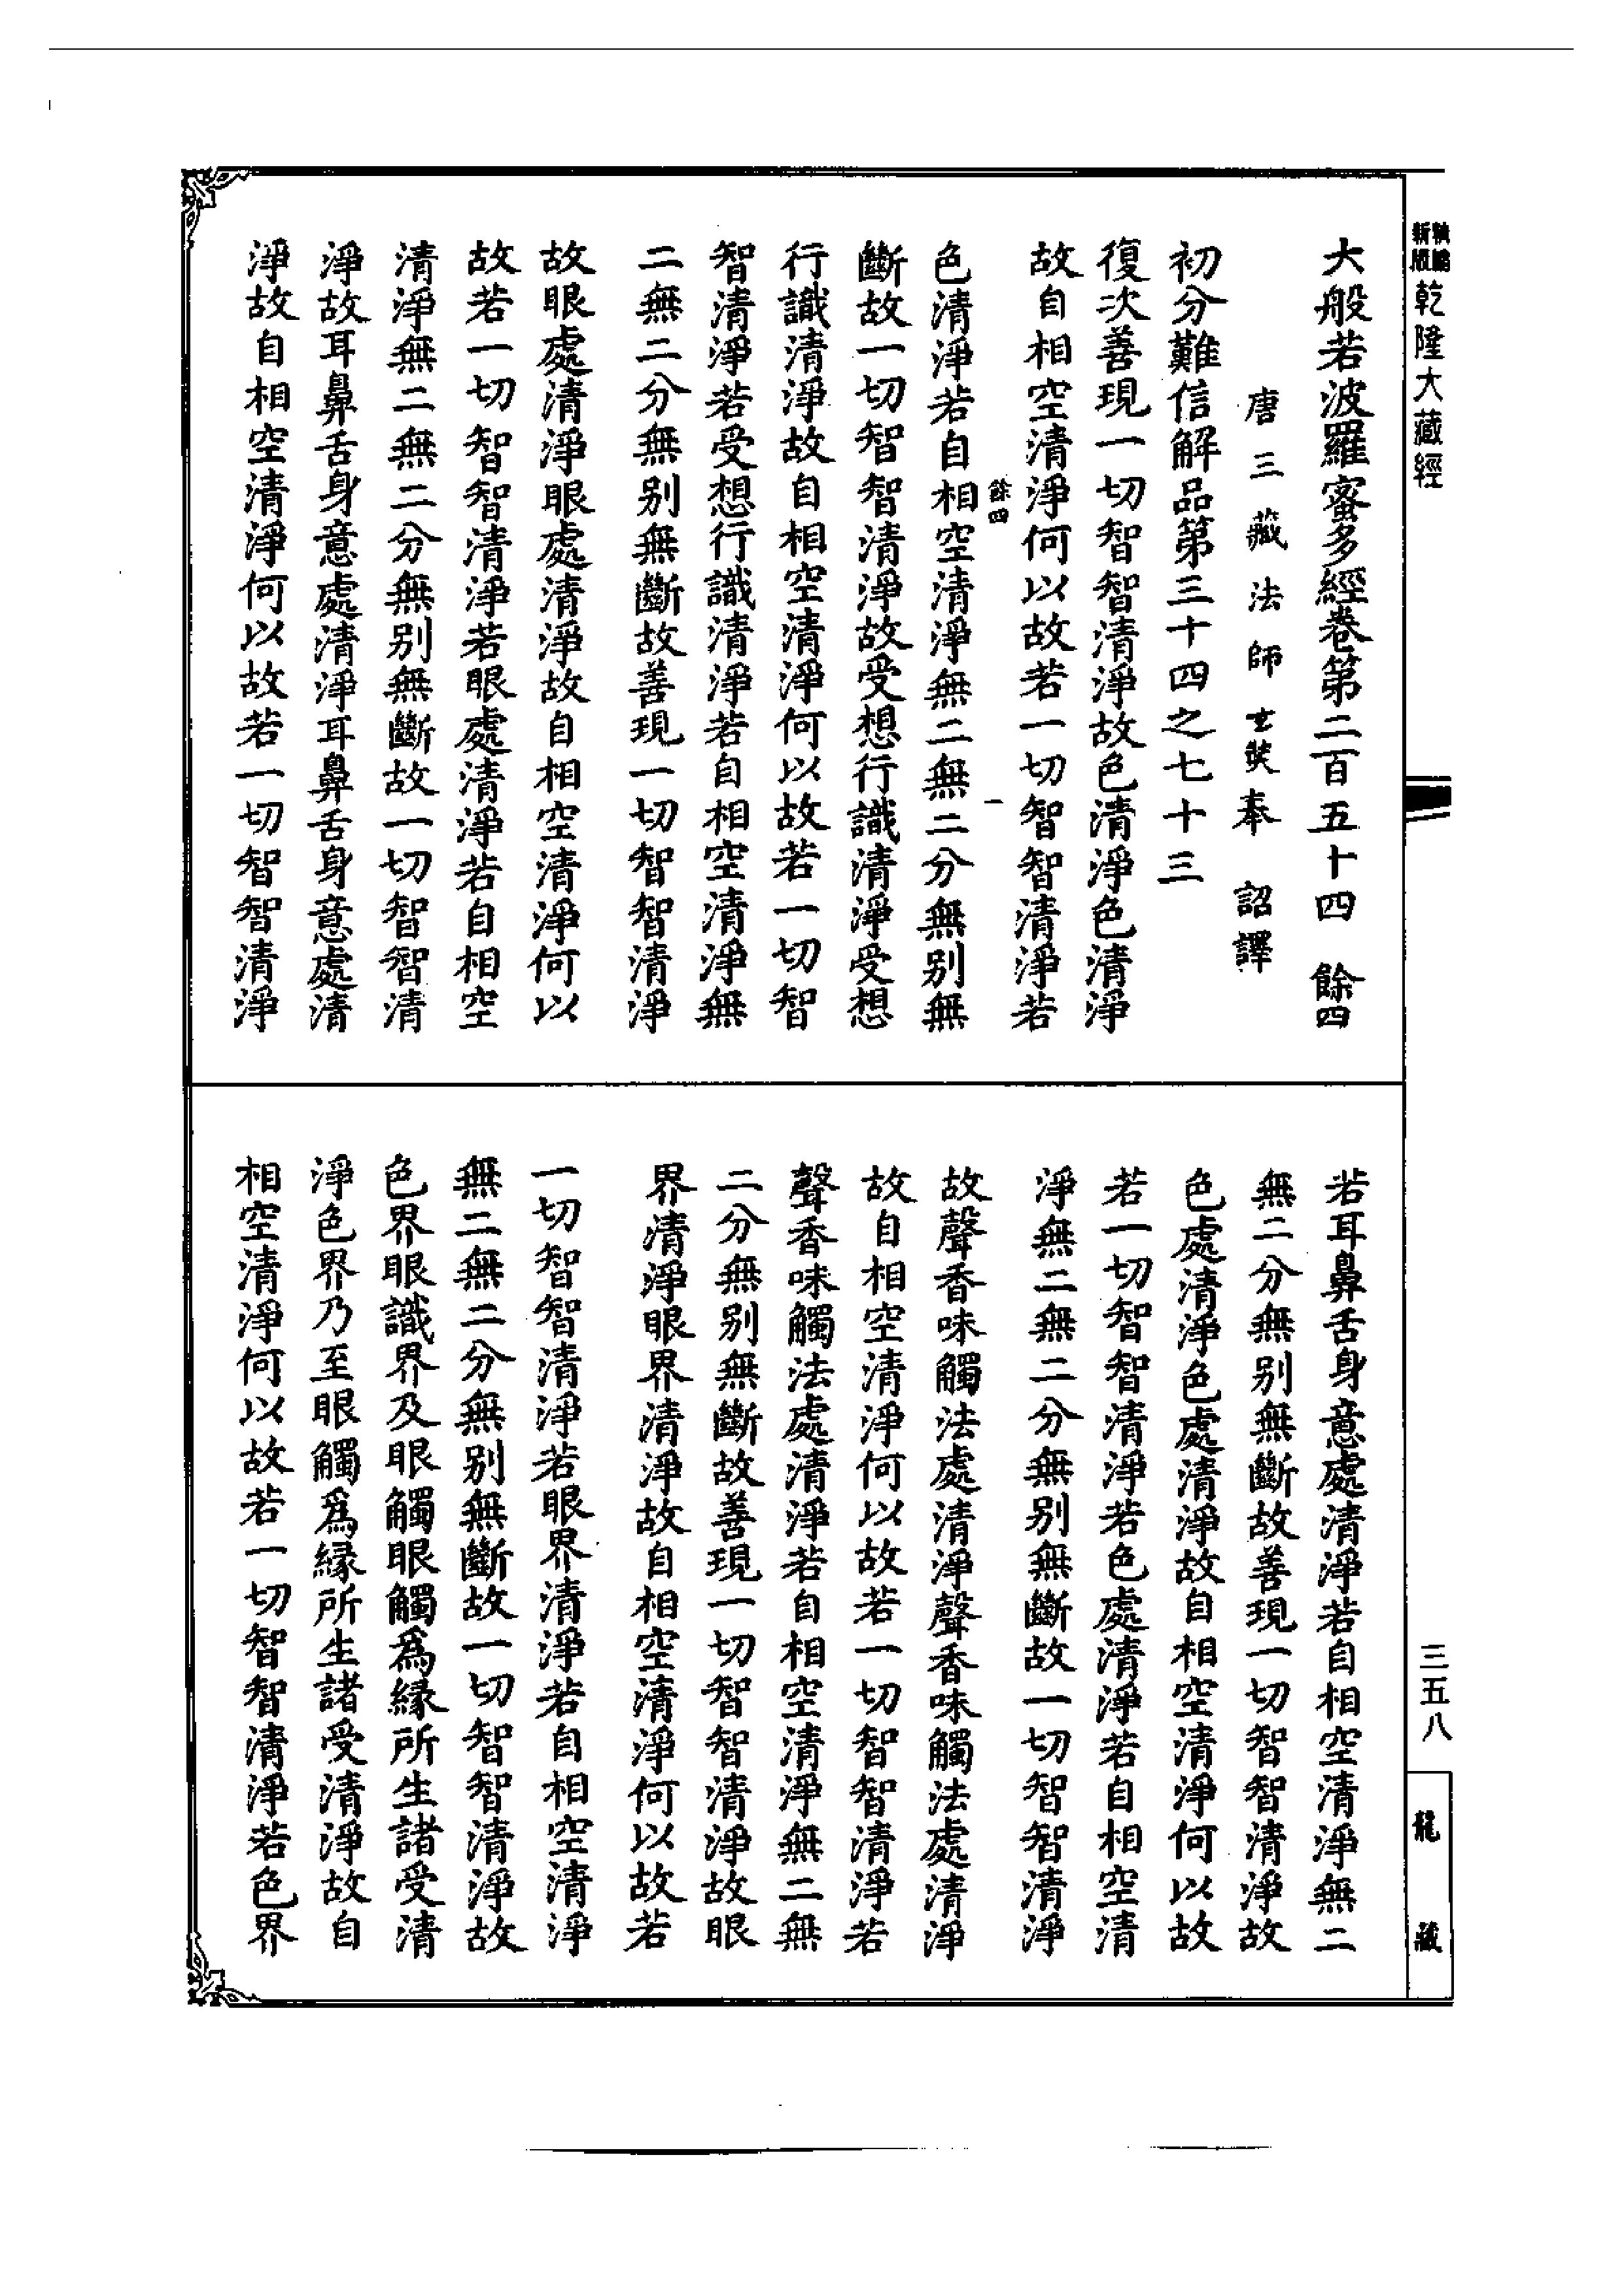 乾隆大藏經
大般若波羅蜜多經卷第二百五十四 餘四
唐三藏法師玄奘奉 詔譯
初分難信解品第三十四之七十三
復次善現一切智智清淨故色清淨色清淨
故自相空清淨何以故若一切智智清淨若
餘四 一
色清淨若自相空清淨無二無二分無別無
斷故一切智智清淨故受想行識清淨受想
行識清淨故自相空清淨何以故若一切智
智清淨若受想行識清淨若自相空清淨無
二無二分無別無斷故善現一切智智清淨
故眼處清淨眼處清淨故自相空清淨何以
故若一切智智清淨若眼處清淨若自相空
清淨無二無二分無別無斷故一切智智清
淨故耳鼻舌身意處清淨耳鼻舌身意處清
淨故自相空清淨何以故若一切智智清淨
若耳鼻舌身意處清淨若自相空清淨無二
無二分無別無斷故善現一切智智清淨故
色處清淨色處清淨故自相空清淨何以故
若一切智智清淨若色處清淨若自相空清
淨無二無二分無別無斷故一切智智清淨
故聲香味觸法處清淨聲香味觸法處清淨
故自相空清淨何以故若一切智智清淨若
聲香味觸法處清淨若自相空清淨無二無
二分無別無斷故善現一切智智清淨故眼
界清淨眼界清淨故自相空清淨何以故若
一切智智清淨若眼界清淨若自相空清淨
無二無二分無別無斷故一切智智清淨故
色界眼識界及眼觸眼觸為緣所生諸受清
淨色界乃至眼觸為緣所生諸受清淨故自
相空清淨何以故若一切智智清淨若色界
三五八
龍藏